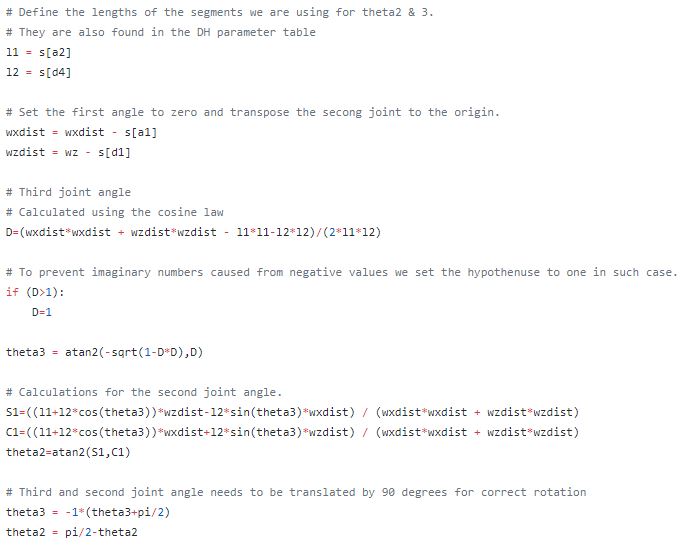 # Define the lengths of the segments we are using for theta2 & 3.
# They are also found in the DH parameter table
l1 = s[a2]
l2 = s[d4]
# Set the first angle to zero and transpose the secong joint to the origin.
wxdist = wxdist - s[a1]
wzdist = wz - s[d1]
# Third joint angle
# Calculated using the cosine law
D=(wxdist*wxdist + wzdist*wzdist - l1*l1-l2*l2)/(2*l1*l2)
# To prevent imaginary numbers caused from negative values we set the hypothenuse to one in such case.
if (D>1):
    D=1
theta3 = atan2(-sqrt(1-D*D),D)
# Calculations for the second joint angle.
S1=((l1+l2*cos(theta3))*wzdist-l2*sin(theta3)*wxdist) / (wxdist*wxdist + wzdist*wzdist)
C1=((l1+l2*cos(theta3))*wxdist+l2*sin(theta3)*wzdist) / (wxdist*wxdist + wzdist*wzdist)
theta2=atan2(S1,C1)
# Third and second joint angle needs to be translated by 90 degrees for correct rotation
theta3 = -1*(theta3+pi/2)
theta2 = pi/2-theta2